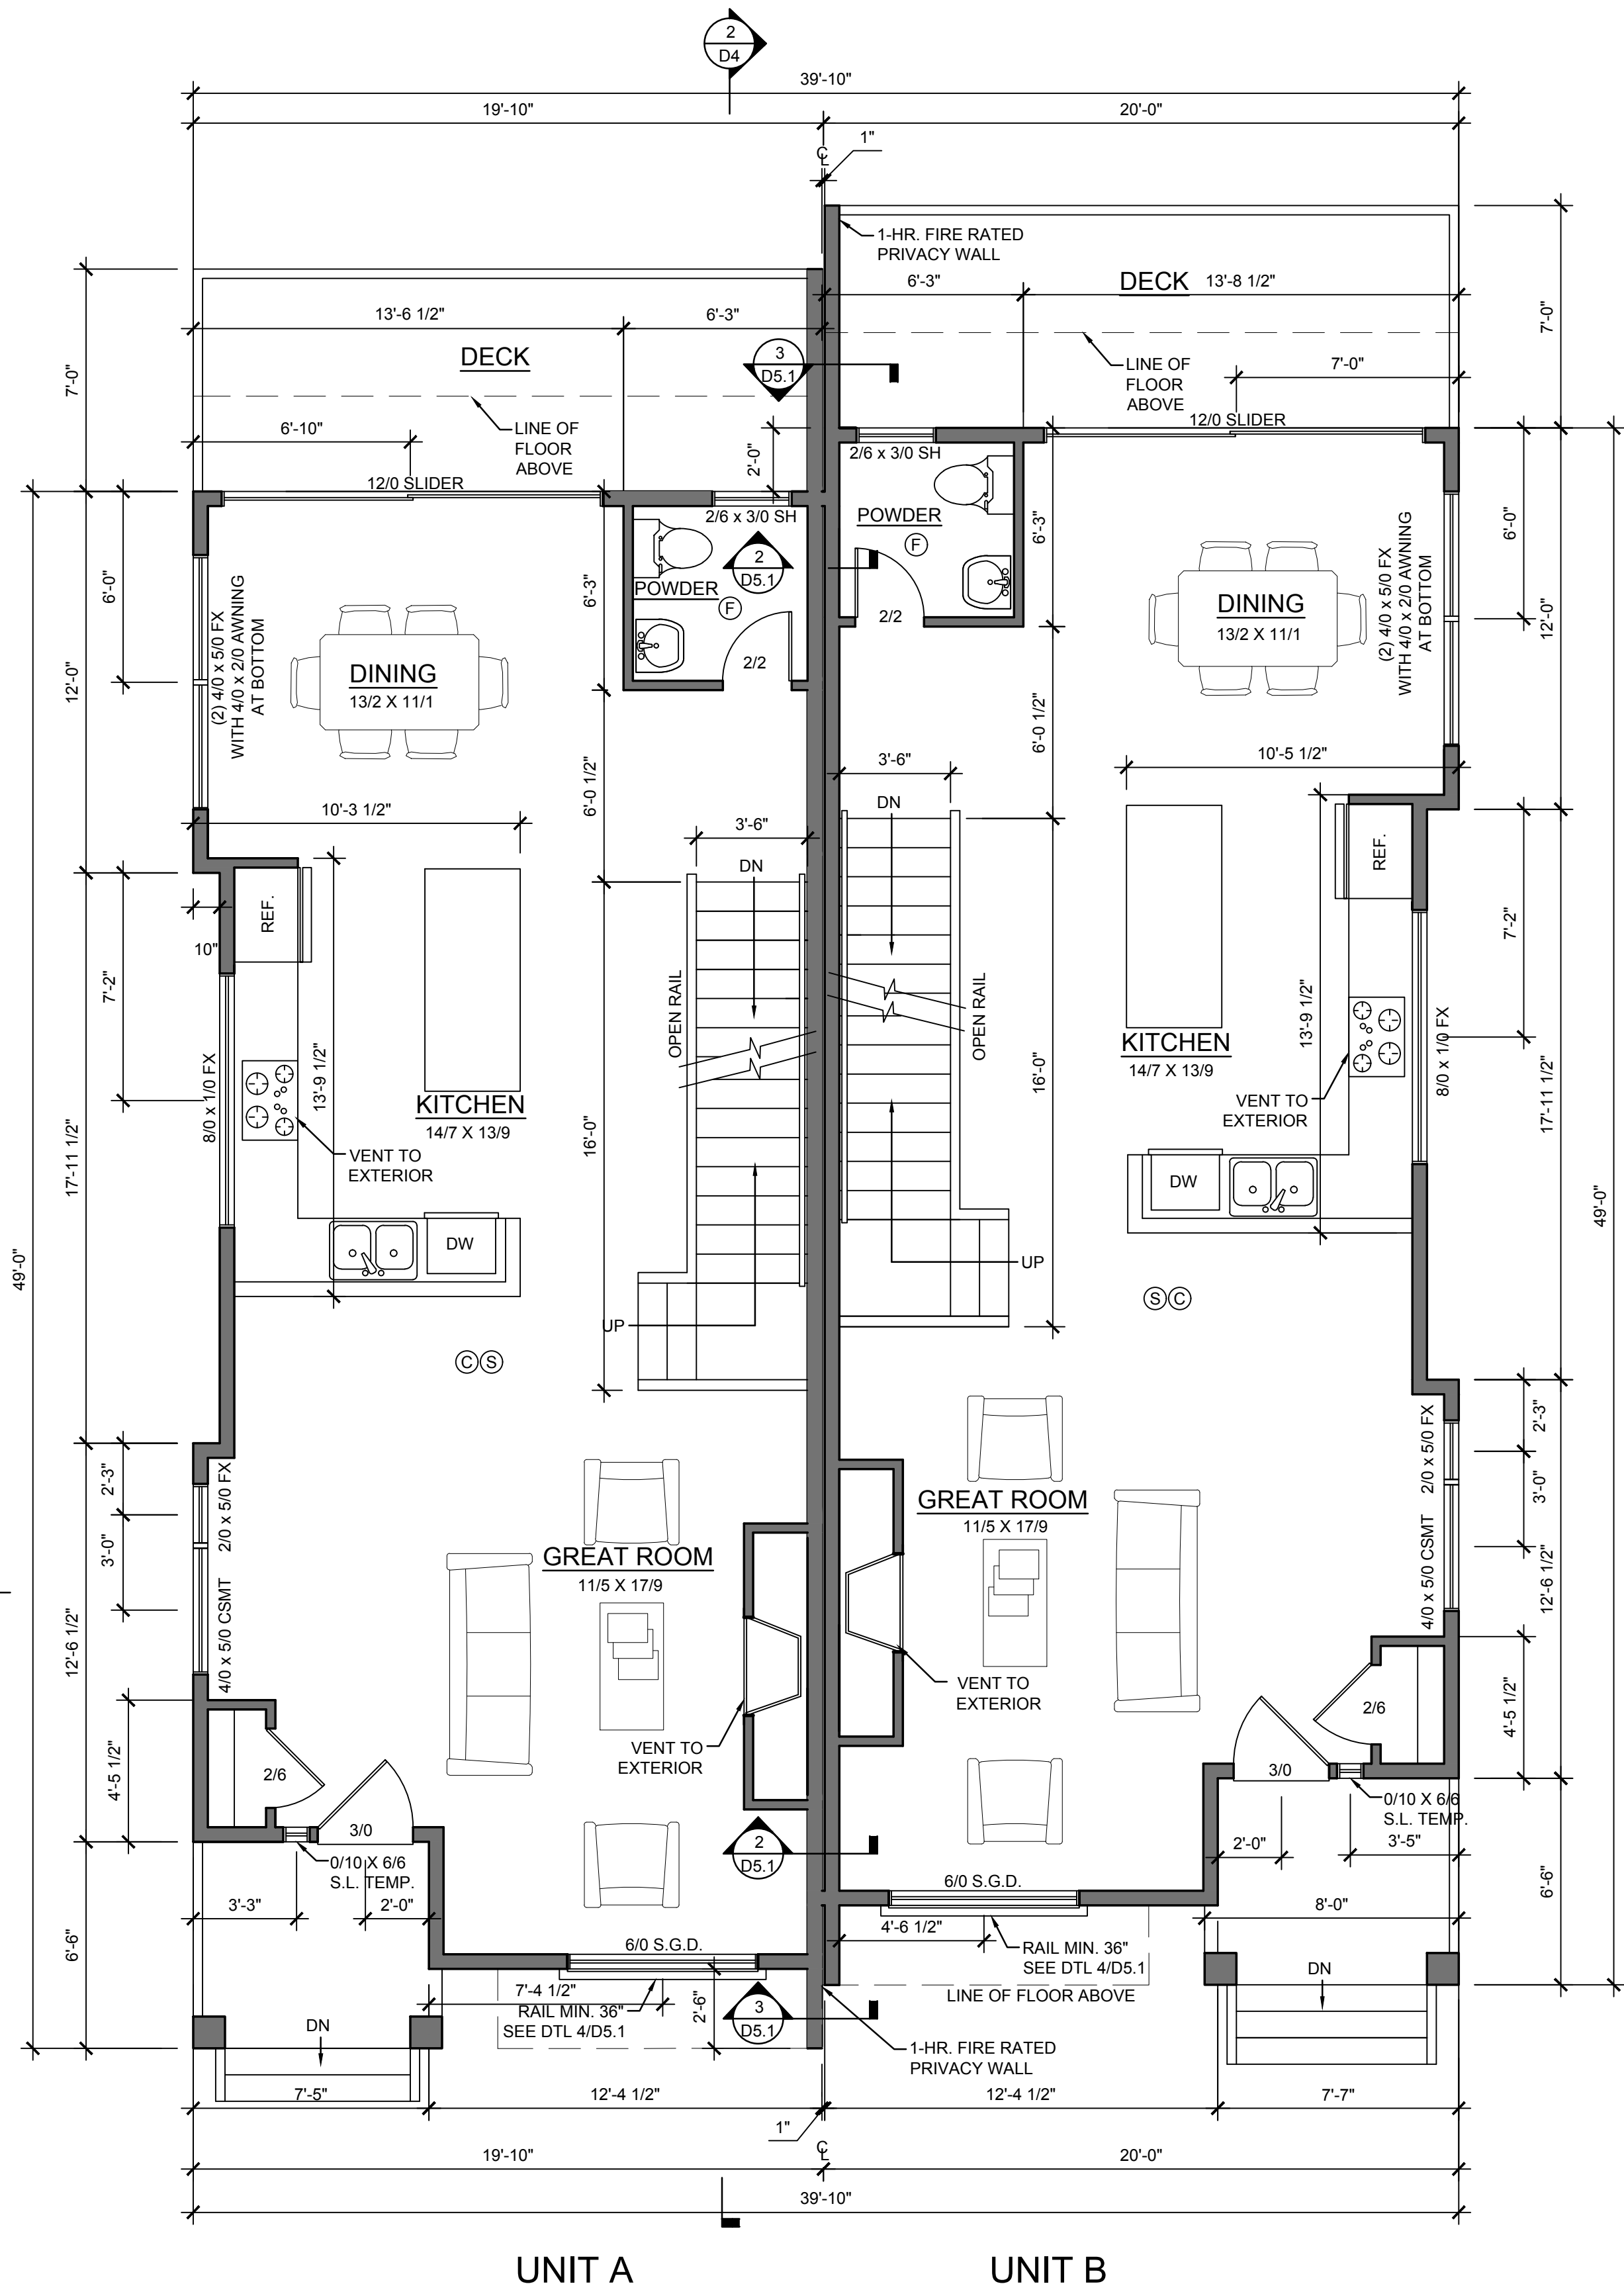 2
D4
39'-10"
19'-10"
20'-0"
1"
℄
1-HR. FIRE RATED
PRIVACY WALL
6'-3"
DECK
13'-8 1/2"
7'-0"
13'-6 1/2"
6'-3"
DECK
3
D5.1
LINE OF
FLOOR
ABOVE
7'-0"
7'-0"
6'-10"
LINE OF
FLOOR
ABOVE
2'-0"
12/0 SLIDER
2/6 x 3/0 SH
12/0 SLIDER
2/6 x 3/0 SH
POWDER
F
6'-3"
6'-0"
2
D5.1
POWDER
F
6'-3"
6'-0"
2/2
2/2
DINING
13/2 X 11/1
(2) 4/0 x 5/0 FX
WITH 4/0 x 2/0 AWNING
AT BOTTOM
12'-0"
DINING
13/2 X 11/1
(2) 4/0 x 5/0 FX
WITH 4/0 x 2/0 AWNING
AT BOTTOM
12'-0"
6'-0 1/2"
6'-0 1/2"
3'-6"
10'-5 1/2"
10'-3 1/2"
3'-6"
DN
DN
REF.
REF.
10"
7'-2"
7'-2"
OPEN RAIL
OPEN RAIL
13'-9 1/2"
13'-9 1/2"
KITCHEN
14/7 X 13/9
8/0 x 1/0 FX
VENT TO
EXTERIOR
KITCHEN
14/7 X 13/9
8/0 x 1/0 FX
VENT TO
EXTERIOR
16'-0"
16'-0"
17'-11 1/2"
17'-11 1/2"
49'-0"
49'-0"
DW
DW
UP
UP
S C
C S
2'-3"
2/0 x 5/0 FX
3'-0"
2'-3"
2/0 x 5/0 FX
3'-0"
GREAT ROOM
11/5 X 17/9
GREAT ROOM
11/5 X 17/9
4/0 x 5/0 CSMT
12'-6 1/2"
4/0 x 5/0 CSMT
12'-6 1/2"
VENT TO
EXTERIOR
VENT TO
EXTERIOR
2/6
4'-5 1/2"
2/6
4'-5 1/2"
3/0
3/0
0/10 X 6/6
S.L. TEMP.
0/10 X 6/6
S.L. TEMP.
2
D5.1
2'-0"
3'-5"
3'-3"
2'-0"
6/0 S.G.D.
6/0 S.G.D.
8'-0"
6'-6"
6'-6"
4'-6 1/2"
RAIL MIN. 36"
SEE DTL 4/D5.1
DN
7'-4 1/2"
RAIL MIN. 36"
SEE DTL 4/D5.1
2'-6"
LINE OF FLOOR ABOVE
3
D5.1
DN
1-HR. FIRE RATED
PRIVACY WALL
7'-5"
12'-4 1/2"
12'-4 1/2"
7'-7"
1"
℄
19'-10"
20'-0"
39'-10"
UNIT A
UNIT B